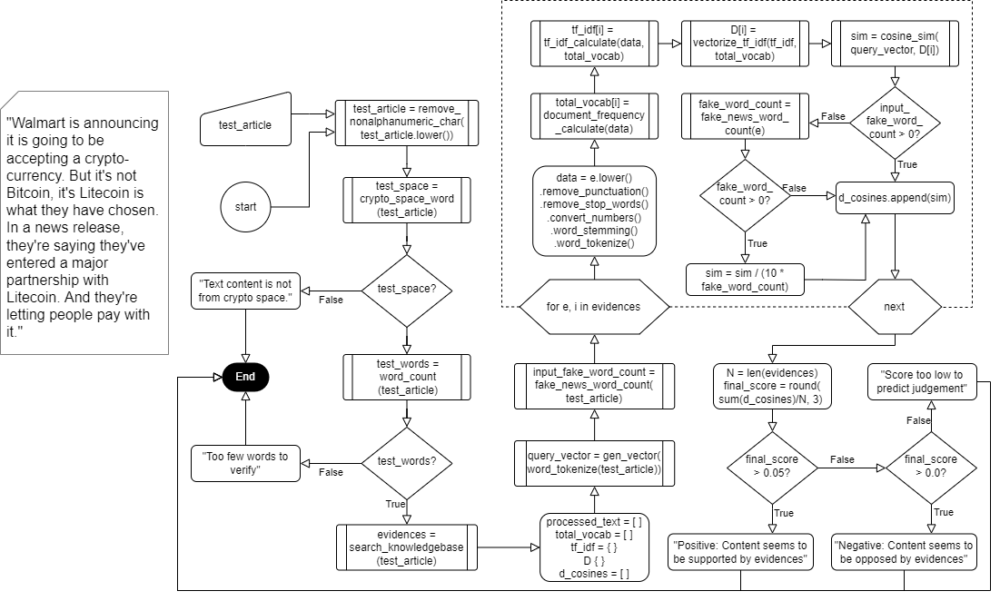 "Walmart is announcing
it is going to be
accepting a crypto-
currency. But it's not
Bitcoin, it's Litecoin is
what they have chosen.
In a news release,
they're saying they've
entered a major
partnership with
Litecoin. And they're
letting people pay with
it."
test_article
start
test_article = remove_
nonalphanumeric_char(
test_article.lower())
test_space =
crypto_space_word
(test_article)
test_space?
False
"Text content is not
from crypto space."
End
test_words =
word_count
(test_article)
test_words?
False
"Too few words to
verify"
True
evidences =
search_knowledgebase
(test_article)
processed_text = [ ]
total_vocab = [ ]
tf_idf = { }
D { }
d_cosines = [ ]
query_vector = gen_vector(
word_tokenize(test_article))
input_fake_word_count =
fake_news_word_count(
test_article)
for e, i in evidences
data = e.lower()
.remove_punctuation()
.remove_stop_words()
.convert_numbers()
.word_stemming()
.word_tokenize()
total_vocab[i] =
document_frequency
_calculate(data)
tf_idf[i] =
tf_idf_calculate(data,
total_vocab)
D[i] =
vectorize_tf_idf(tf_idf,
total_vocab)
sim = cosine_sim(
query_vector, D[i])
input_
fake_word_
count > 0?
False
True
fake_word_count =
fake_news_word_
count(e)
fake_word_
count > 0?
False
True
sim = sim / (10 *
fake_word_count)
d_cosines.append(sim)
next
N = len(evidences)
final_score = round(
sum(d_cosines)/N, 3)
final_score
> 0.05?
False
True
"Positive: Content seems to
be supported by evidences"
final_score
> 0.0?
False
"Score too low to
predict judgement"
True
"Negative: Content seems to
be opposed by evidences"